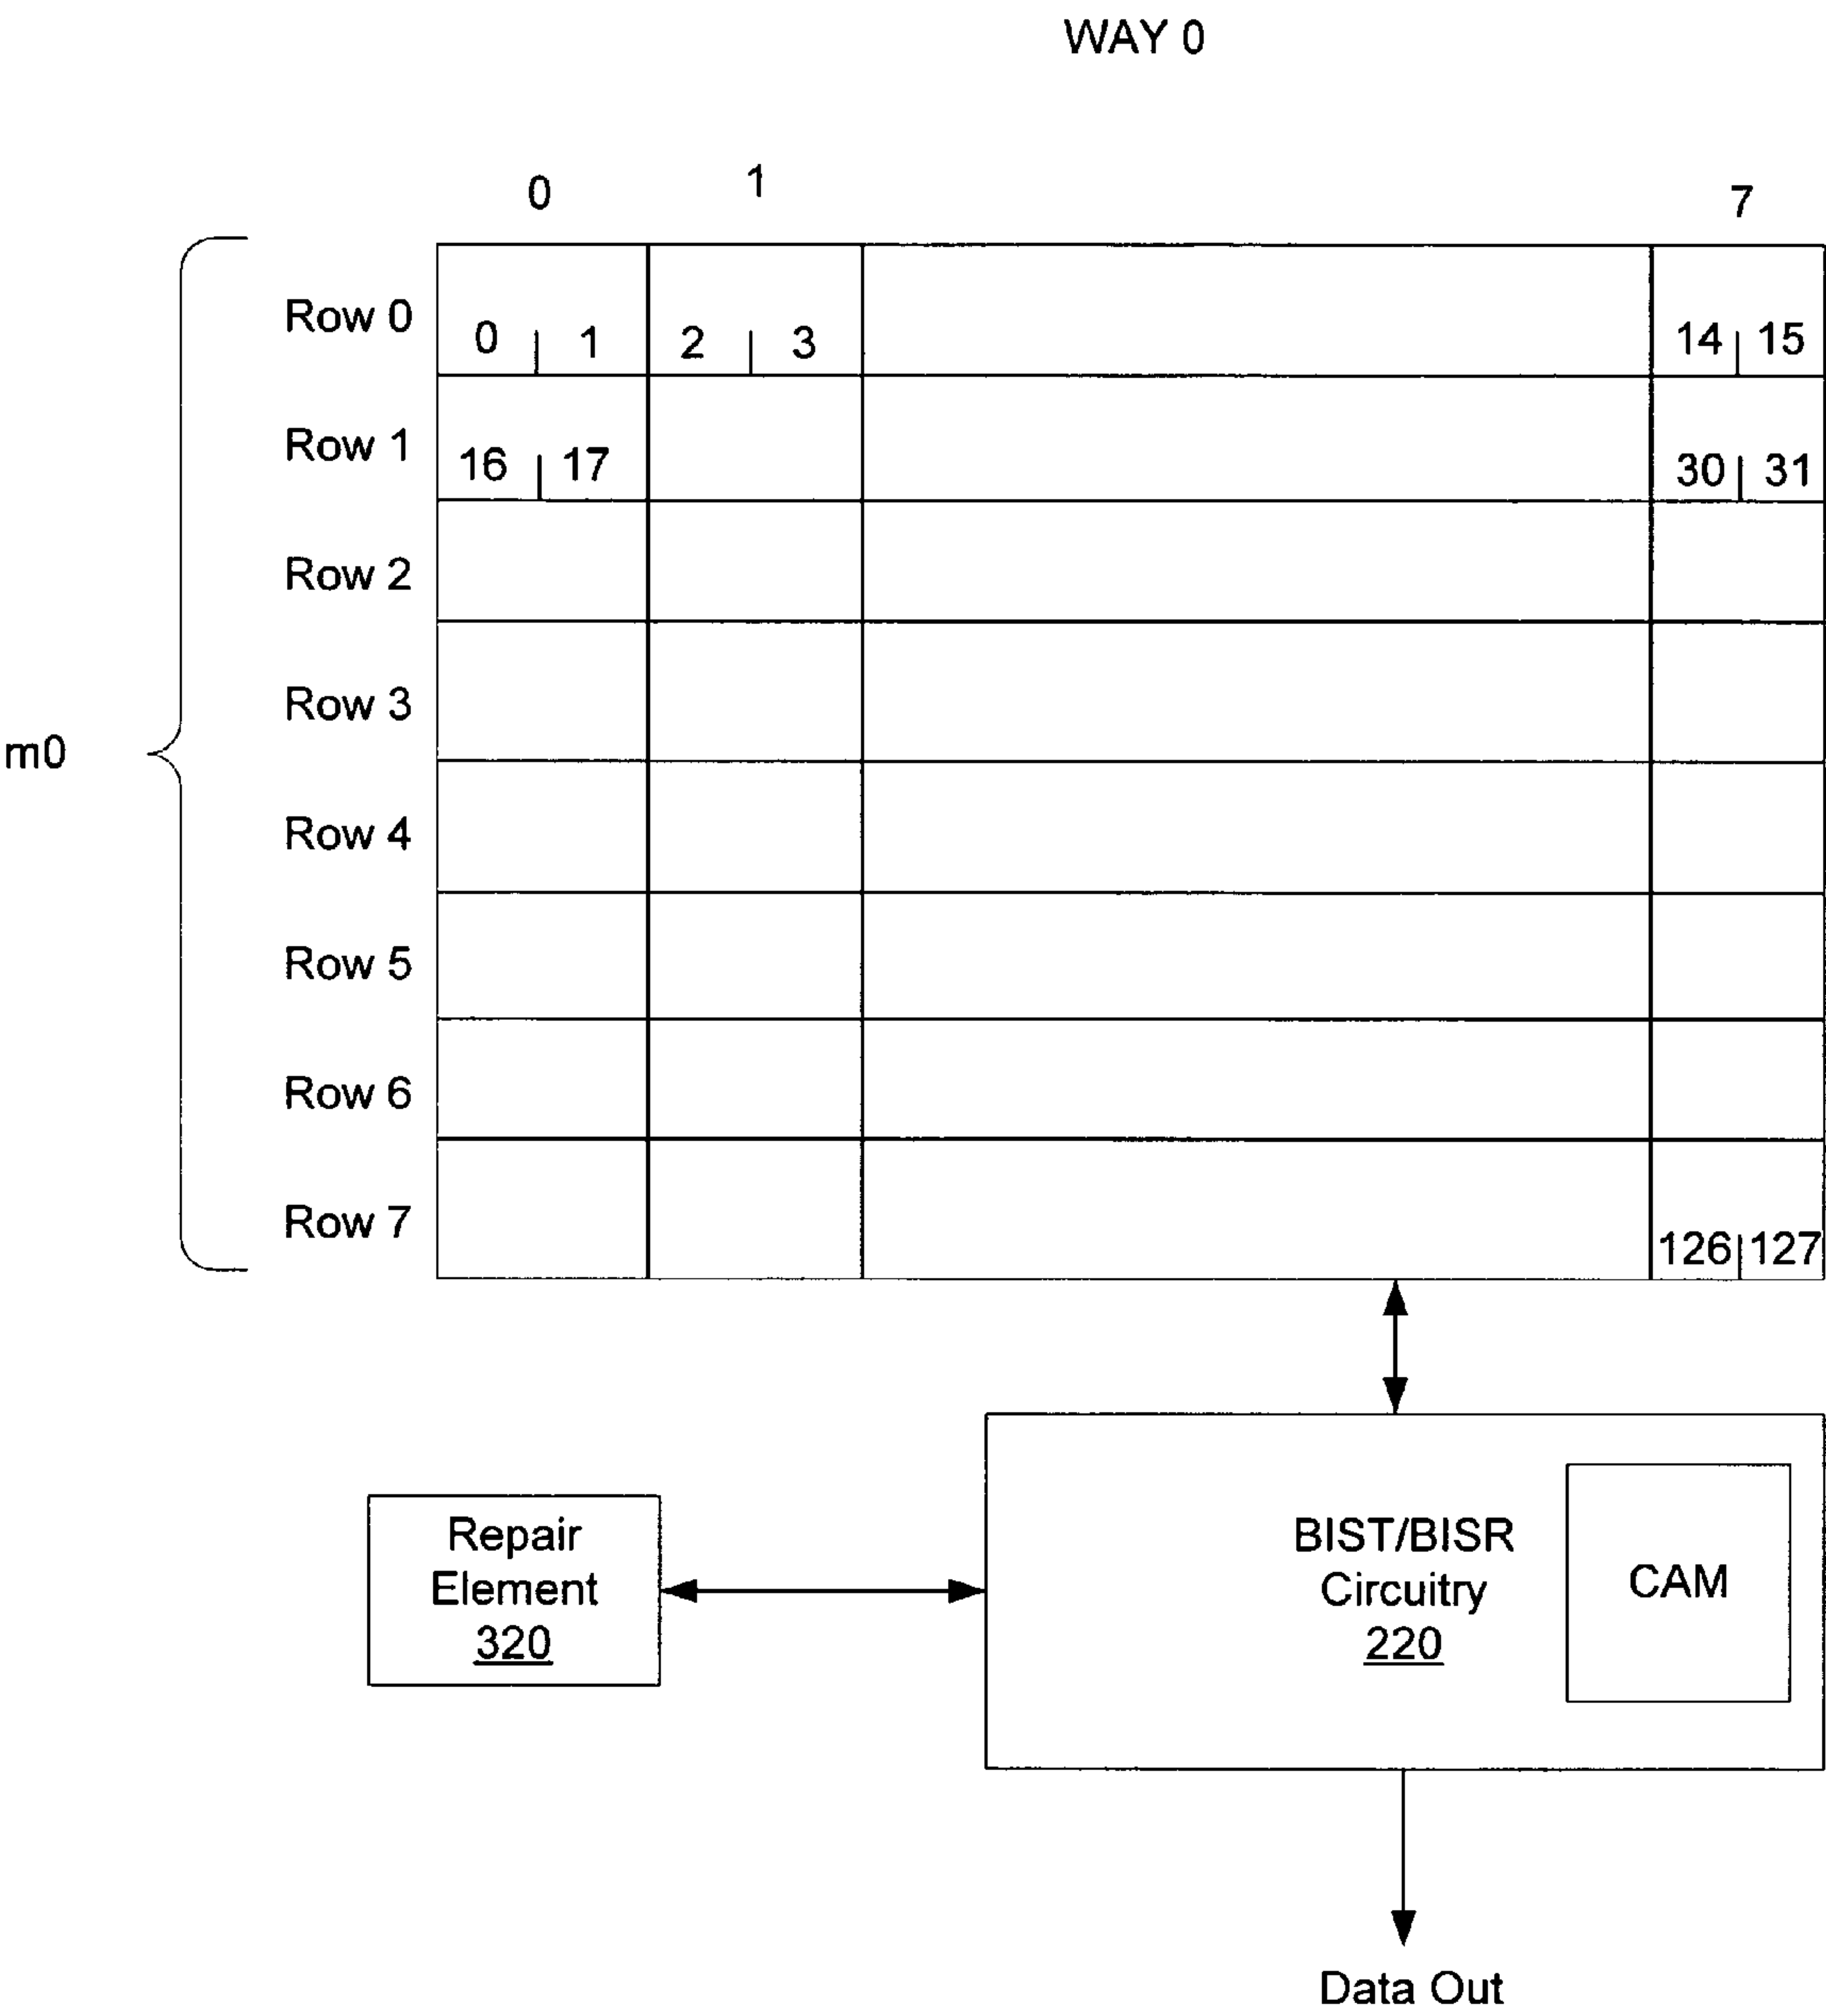 WAY 0
0 1 7
Row 0 0 1 2 3 14 15
Row 1 16 17 30 31
Row 2
Row 3
m0
Row 4
Row 5
Row 6
Row 7 126 127
Repair
Element
320
BIST/BISR
Circuitry
220
CAM
Data Out